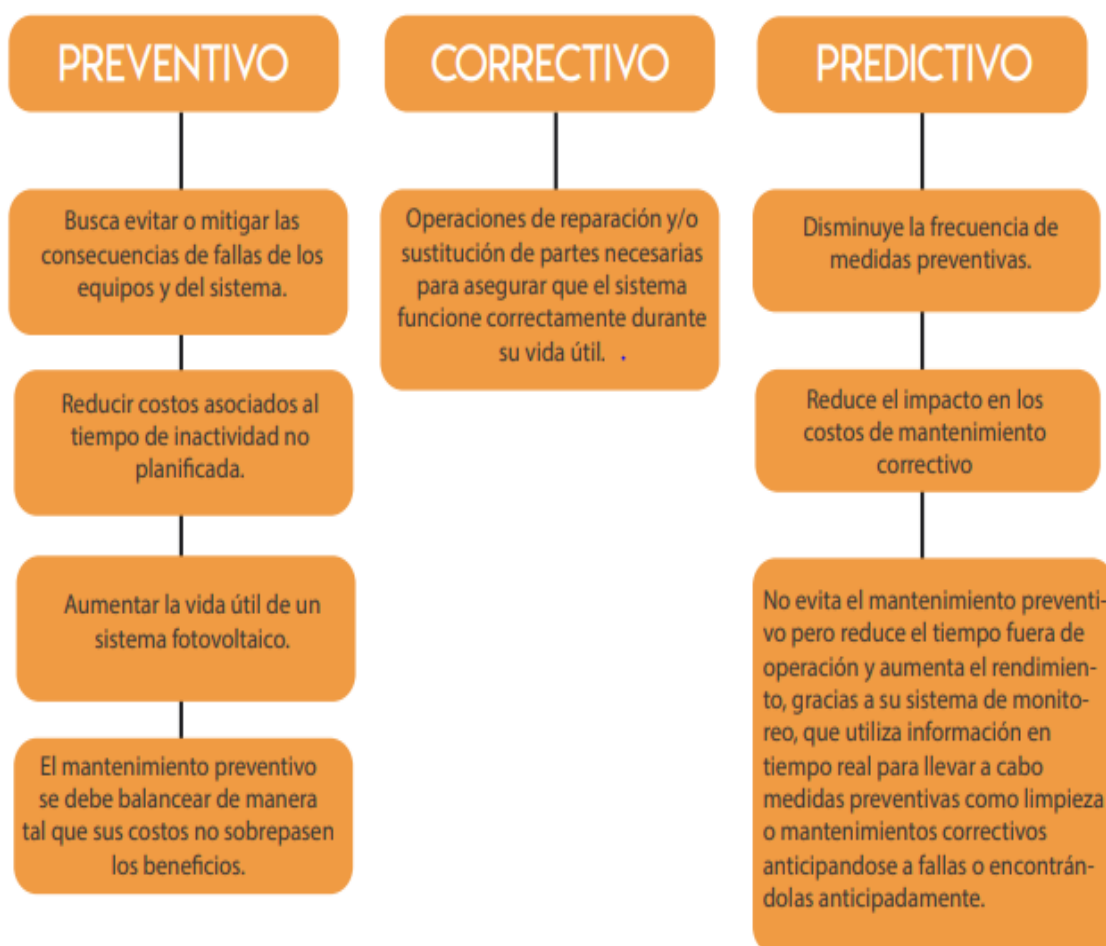 PREVENTIVO
Busca evitar o mitigar las
consecuencias de fallas de los
equipos y del sistema.
Reducir costos asociados al
tiempo de inactividad no
planificada.
Aumentar la vida útil de un
sistema fotovoltaico.
El mantenimiento preventivo
se debe balancear de manera
tal que sus costos no sobrepasen
los beneficios.
CORRECTIVO
Operaciones de reparación y/o
sustitución de partes necesarias
para asegurar que el sistema
funcione correctamente durante
su vida útil.
PREDICTIVO
Disminuye la frecuencia de
medidas preventivas.
Reduce el impacto en los
costos de mantenimiento
correctivo
No evita el mantenimiento preventi-
vo pero reduce el tiempo fuera de
operación y aumenta el rendimien-
to, gracias a su sistema de monito-
reo, que utiliza información en
tiempo real para llevar a cabo
medidas preventivas como limpieza
o mantenimientos correctivos
anticipandose a fallas o encontrán-
dolas anticipadamente.